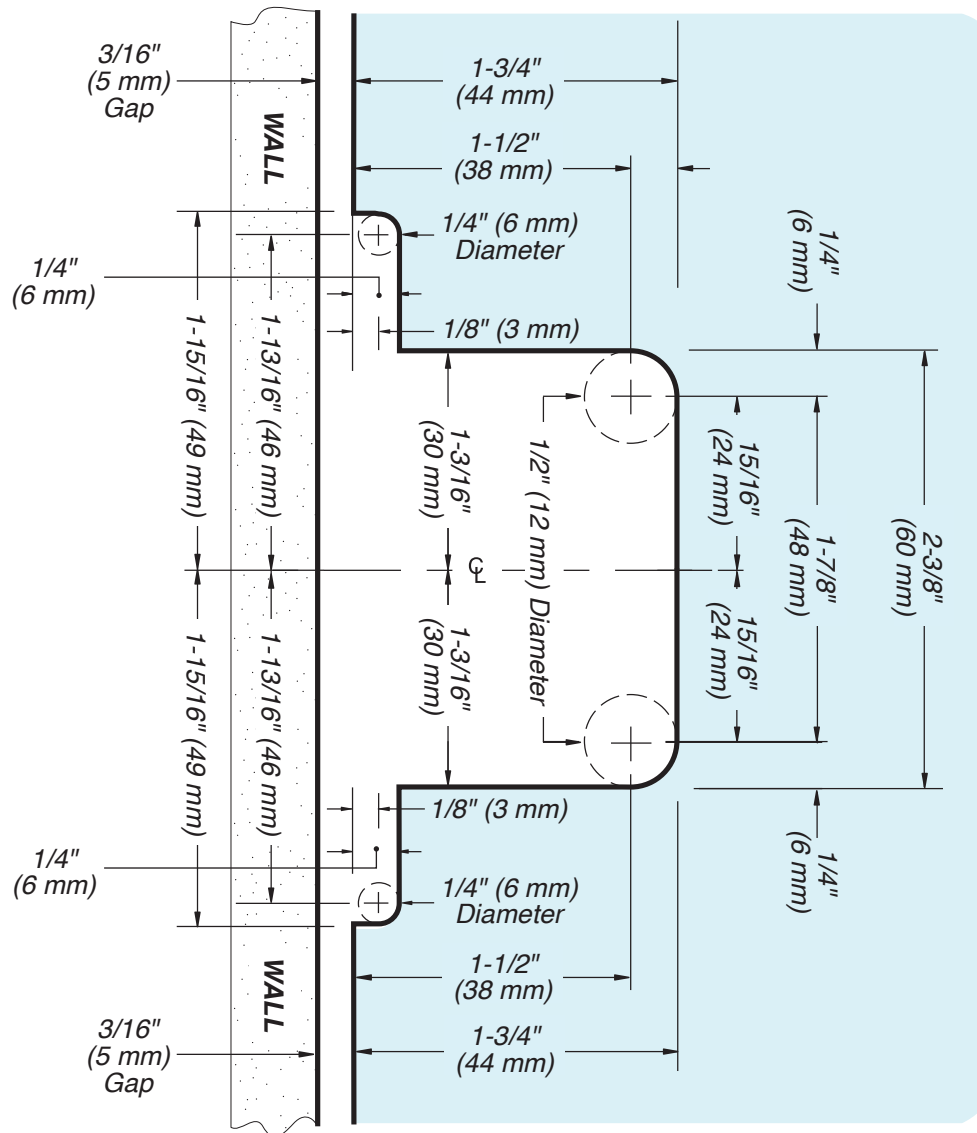 3/16"
(5 mm)
Gap
WALL
1-3/4"
(44 mm)
1-1/2"
(38 mm)
1/4" (6 mm)
Diameter
1/4"
(6 mm)
1/8" (3 mm)
1/4"
(6 mm)
1-15/16" (49 mm)
1-13/16" (46 mm)
1-3/16"
(30 mm)
1/2" (12 mm) Diameter
15/16"
(24 mm)
1-7/8"
(48 mm)
2-3/8"
(60 mm)
℄
1-15/16" (49 mm)
1-13/16" (46 mm)
1-3/16"
(30 mm)
15/16"
(24 mm)
1/8" (3 mm)
1/4"
(6 mm)
1/4"
(6 mm)
1/4" (6 mm)
Diameter
WALL
1-1/2"
(38 mm)
3/16"
(5 mm)
Gap
1-3/4"
(44 mm)